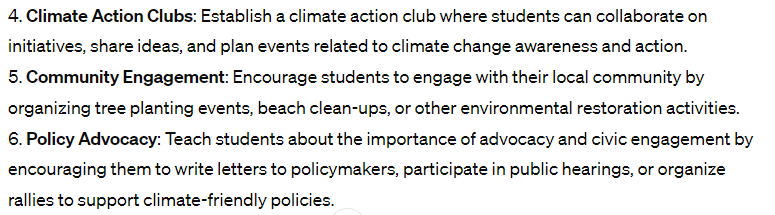 4. Climate Action Clubs: Establish a climate action club where students can collaborate on
initiatives, share ideas, and plan events related to climate change awareness and action.
5. Community Engagement: Encourage students to engage with their local community by
organizing tree planting events, beach clean-ups, or other environmental restoration activities.
6. Policy Advocacy: Teach students about the importance of advocacy and civic engagement by
encouraging them to write letters to policymakers, participate in public hearings, or organize
rallies to support climate-friendly policies.